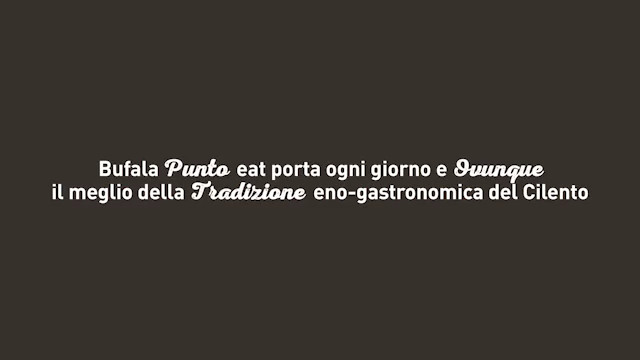 Bufala Punto eat porta ogni giorno e Ovunque
il meglio della Tradizione eno-gastronomica del Cilento